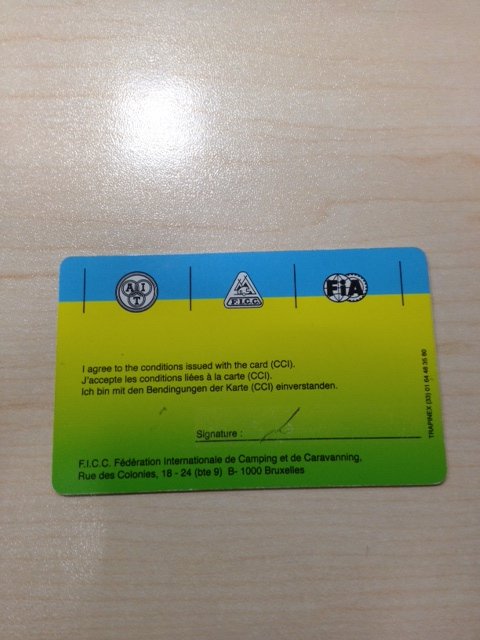 AIT
F.I.C.C.
FiA
I agree to the conditions issued with the card (CCI).
J'accepte les conditions liées à la carte (CCI).
Ich bin mit den Bendingungen der Karte (CCI) einverstanden.
Signature :
F.I.C.C. Fédération Internationale de Camping et de Caravanning,
Rue des Colonies, 18 - 24 (bte 9) B- 1000 Bruxelles
TRAPINEX (33) 01 64 48 35 80